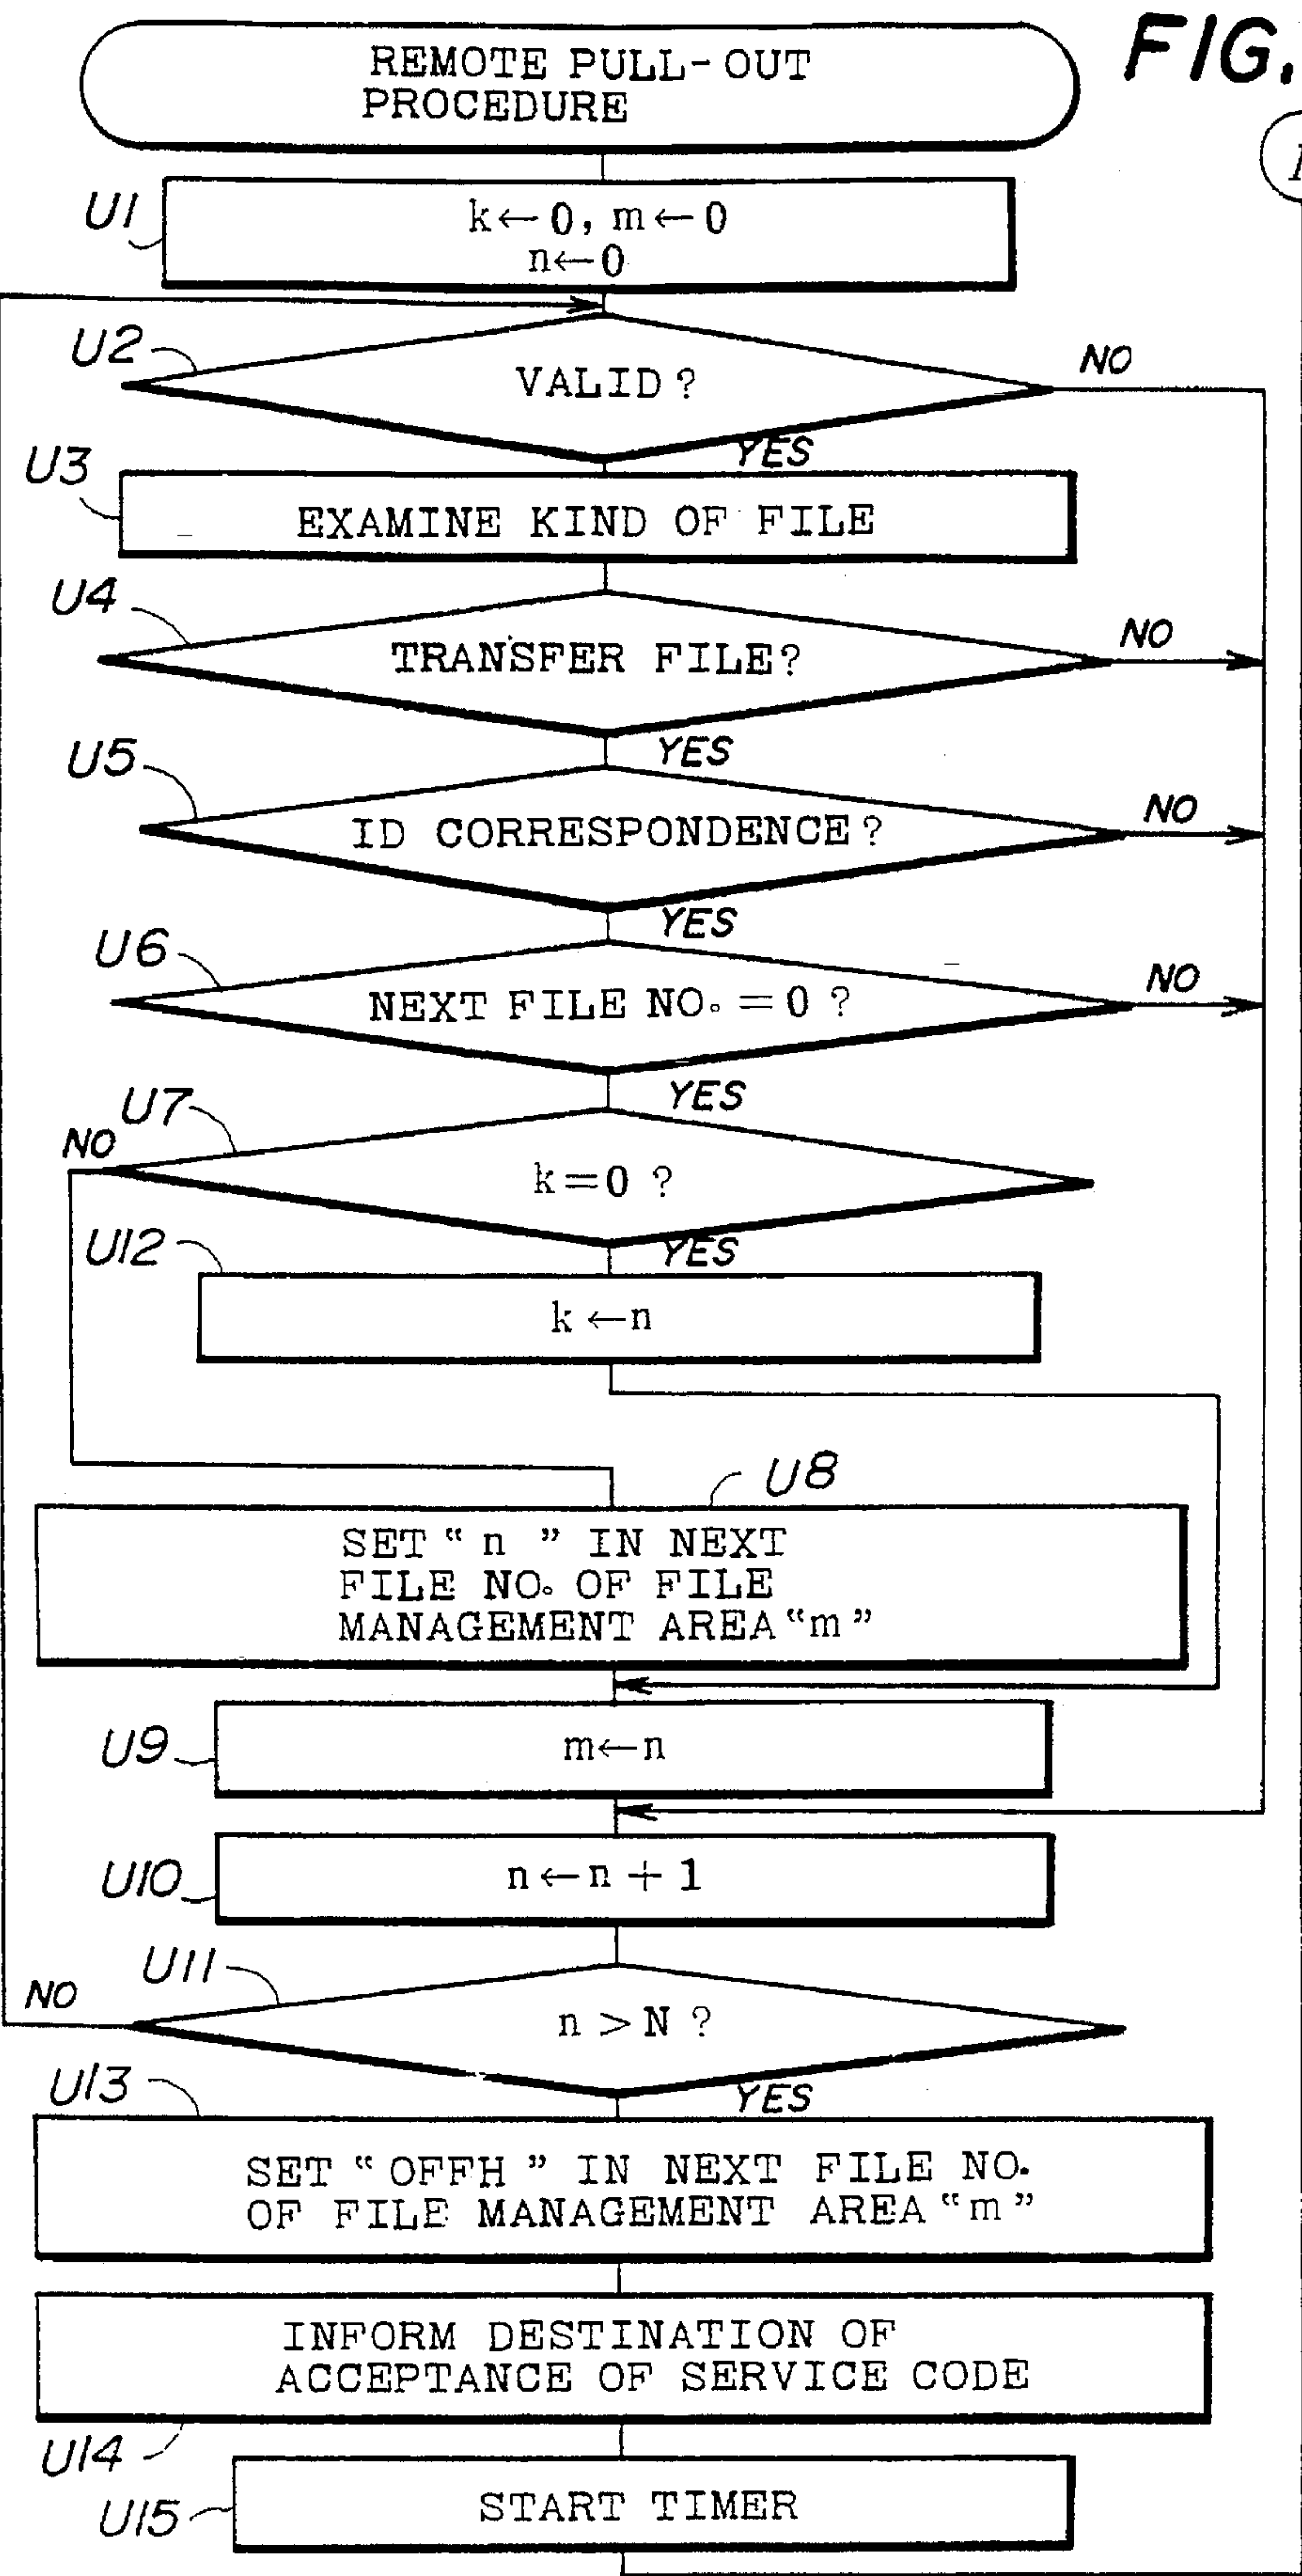 FIG.
REMOTE PULL-OUT
PROCEDURE
U1
k←0, m←0
n←0
U2
VALID?
NO
YES
U3
EXAMINE KIND OF FILE
U4
TRANSFER FILE?
NO
YES
U5
ID CORRESPONDENCE?
NO
YES
U6
NEXT FILE NO. = 0 ?
NO
YES
U7
NO
k=0 ?
YES
U12
k ← n
U8
SET “ n ” IN NEXT
FILE NO. OF FILE
MANAGEMENT AREA “m”
U9
m←n
U10
n←n + 1
U11
NO
n > N ?
YES
U13
SET “ OFFH ” IN NEXT FILE NO.
OF FILE MANAGEMENT AREA “m”
INFORM DESTINATION OF
ACCEPTANCE OF SERVICE CODE
U14
U15
START TIMER